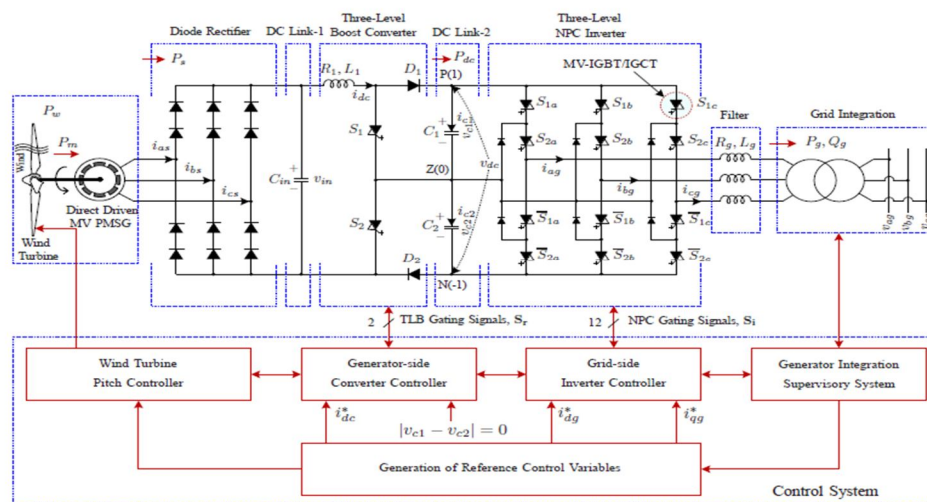 Three-Level
Boost Converter
Three-Level
NPC Inverter
Diode Rectifier
DC Link-1
DC Link-2
MV-IGBT/IGCT
Filter
Grid Integration
P_s
R_1, L_1
D_1
P_dc
P(1)
i_dc
S_1
C_1
i_c1
v_c1
v_dc
S_1a
S_1b
S_1c
S_2a
S_2b
S_2c
R_g, L_g
P_g, Q_g
P_w
Wind
P_m
i_as
i_bs
i_cs
C_in
v_in
Z(0)
i_ag
i_bg
i_cg
Direct Driven
MV PMSG
Wind
Turbine
S_2
C_2
i_c2
v_c2
D_2
N(-1)
S̅_1a
S̅_1b
S̅_1c
S̅_2a
S̅_2b
S̅_2c
v_ag
v_bg
2
TLB Gating Signals, S_r
12
NPC Gating Signals, S_i
Wind Turbine
Pitch Controller
Generator-side
Converter Controller
Grid-side
Inverter Controller
Generator Integration
Supervisory System
i*_dc
|v_c1 − v_c2| = 0
i*_dg
i*_qg
Generation of Reference Control Variables
Control System